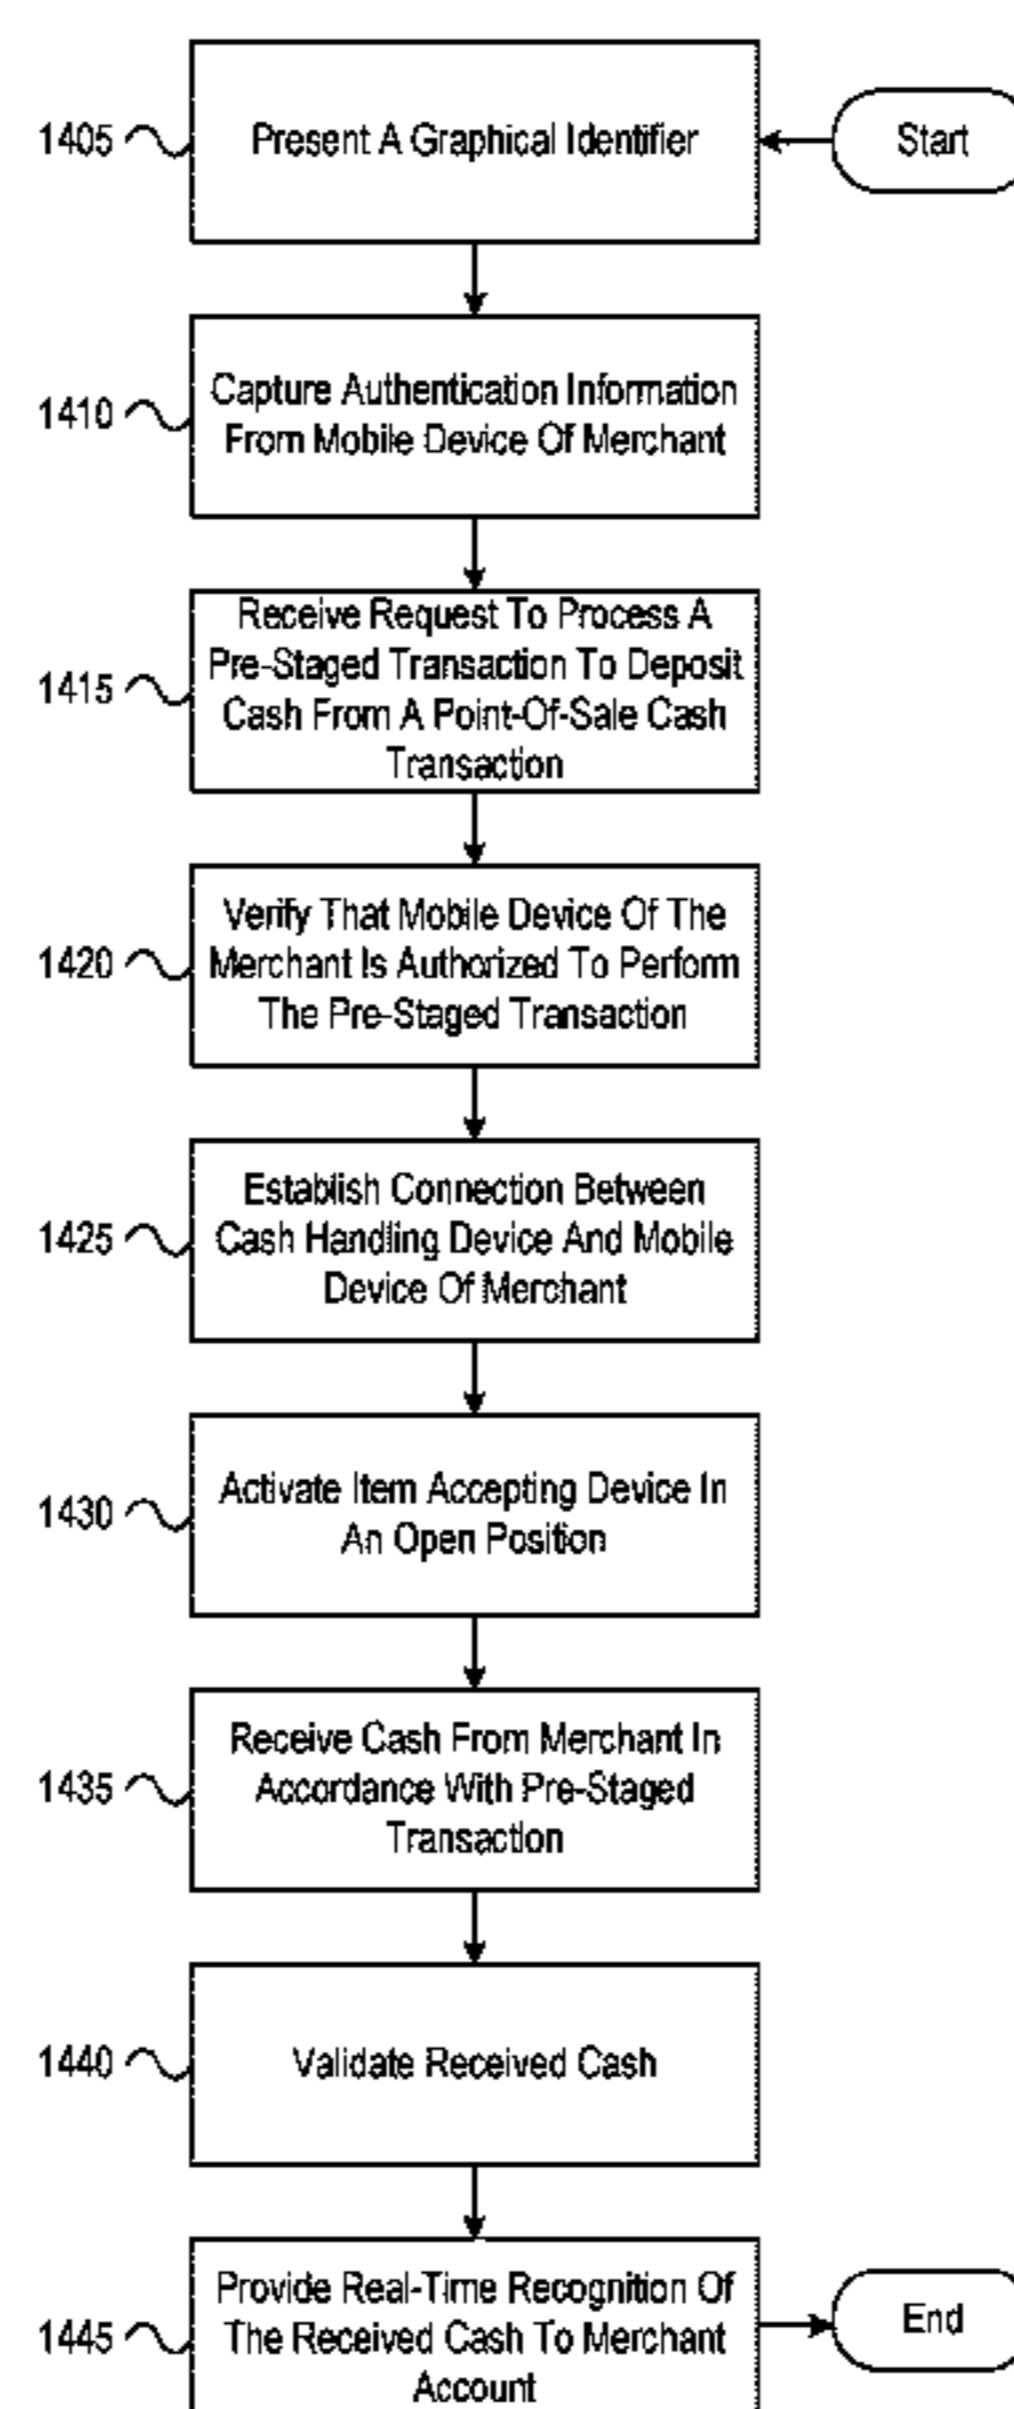 Start
1405
Present A Graphical Identifier
1410
Capture Authentication Information
From Mobile Device Of Merchant
1415
Receive Request To Process A
Pre-Staged Transaction To Deposit
Cash From A Point-Of-Sale Cash
Transaction
1420
Verify That Mobile Device Of The
Merchant Is Authorized To Perform
The Pre-Staged Transaction
1425
Establish Connection Between
Cash Handling Device And Mobile
Device Of Merchant
1430
Activate Item Accepting Device In
An Open Position
1435
Receive Cash From Merchant In
Accordance With Pre-Staged
Transaction
1440
Validate Received Cash
1445
Provide Real-Time Recognition Of
The Received Cash To Merchant
Account
End